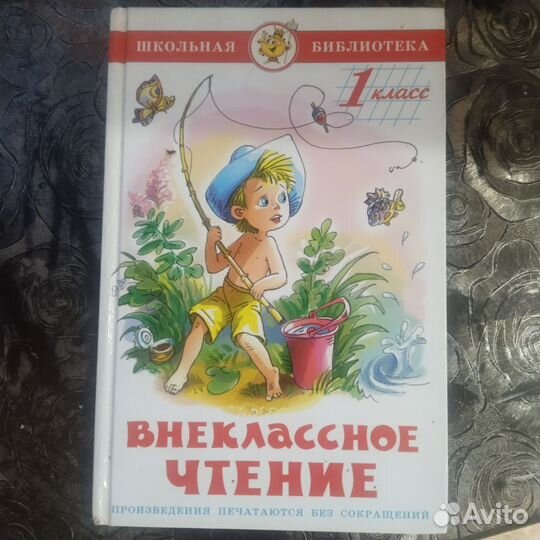 ШКОЛЬНАЯ БИБЛИОТЕКА
1 класс
ВНЕКЛАССНОЕ
ЧТЕНИЕ
ПРОИЗВЕДЕНИЯ ПЕЧАТАЮТСЯ БЕЗ СОКРАЩЕНИЙ
Avito